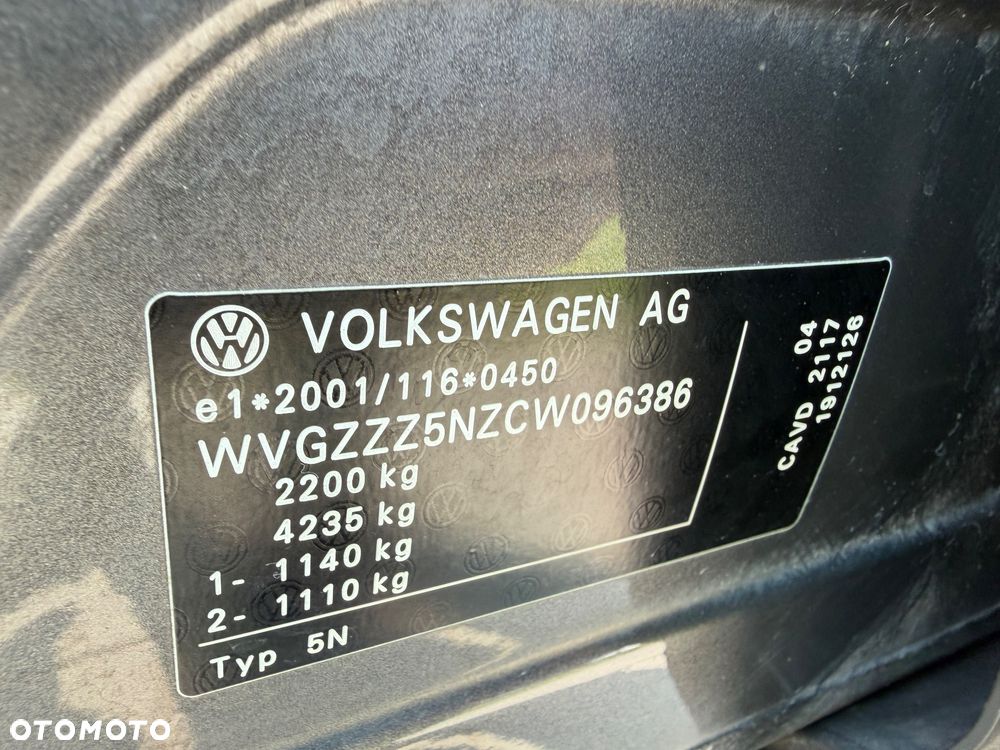 VOLKSWAGEN AG
e1*2001/116*0450
WVGZZZ5NZCW096386
2200 kg
4235 kg
1- 1140 kg
2- 1110 kg
Typ 5N
04
CAVD 2117
1912126
OTOMOTO